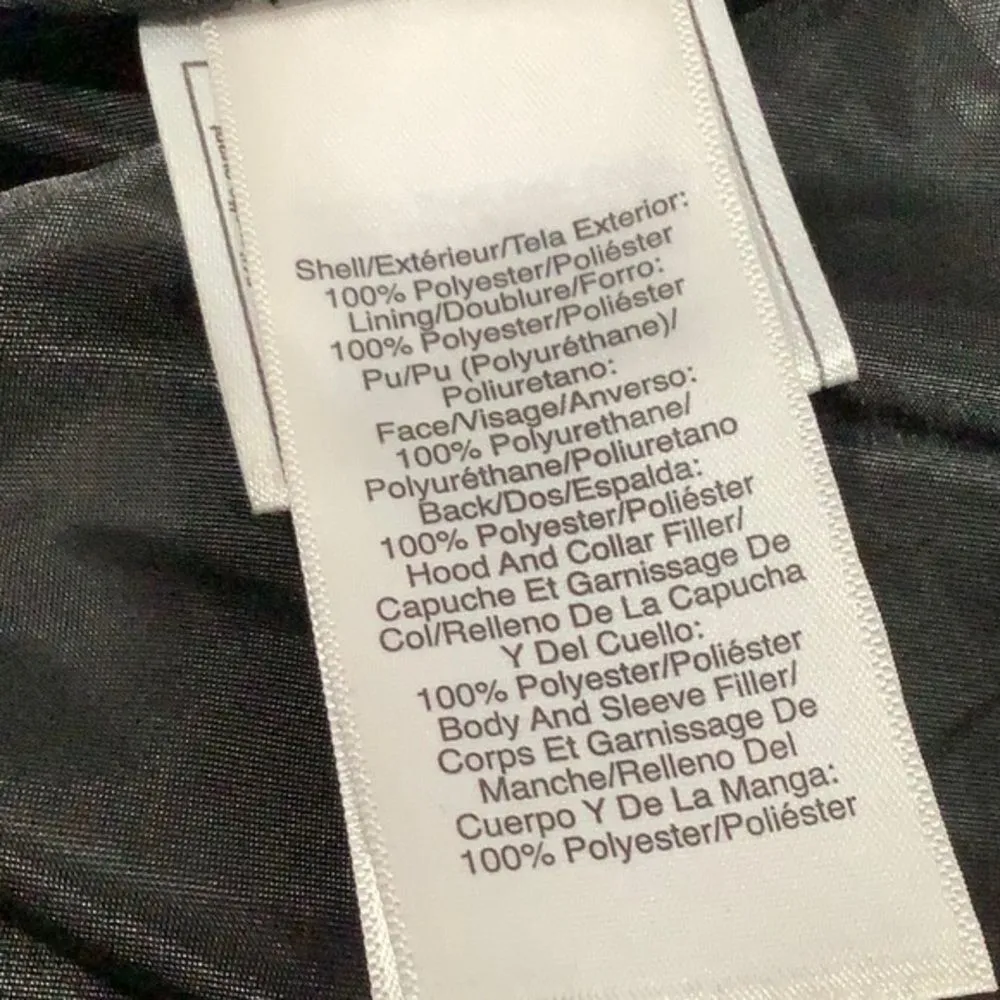 Shell/Extérieur/Tela Exterior:
100% Polyester/Poliéster
Lining/Doublure/Forro:
100% Polyester/Poliéster
Pu/Pu (Polyuréthane)/
Poliuretano:
Face/Visage/Anverso:
100% Polyurethane/
Polyuréthane/Poliuretano
Back/Dos/Espalda:
100% Polyester/Poliéster
Hood And Collar Filler/
Capuche Et Garnissage De
Col/Relleno De La Capucha
Y Del Cuello:
100% Polyester/Poliéster
Body And Sleeve Filler/
Corps Et Garnissage De
Manche/Relleno Del
Cuerpo Y De La Manga:
100% Polyester/Poliéster